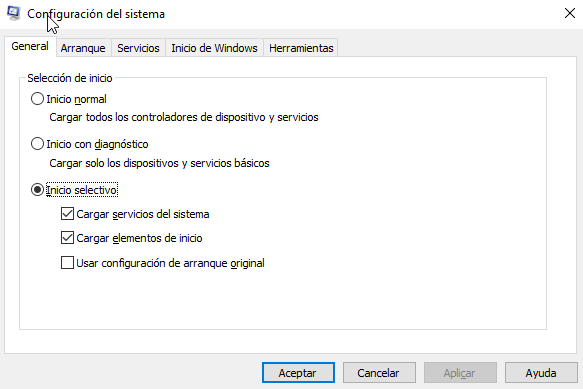 Configuración del sistema
General Arranque Servicios Inicio de Windows Herramientas
Selección de inicio
Inicio normal
Cargar todos los controladores de dispositivo y servicios
Inicio con diagnóstico
Cargar solo los dispositivos y servicios básicos
Inicio selectivo
Cargar servicios del sistema
Cargar elementos de inicio
Usar configuración de arranque original
Aceptar Cancelar Aplicar Ayuda